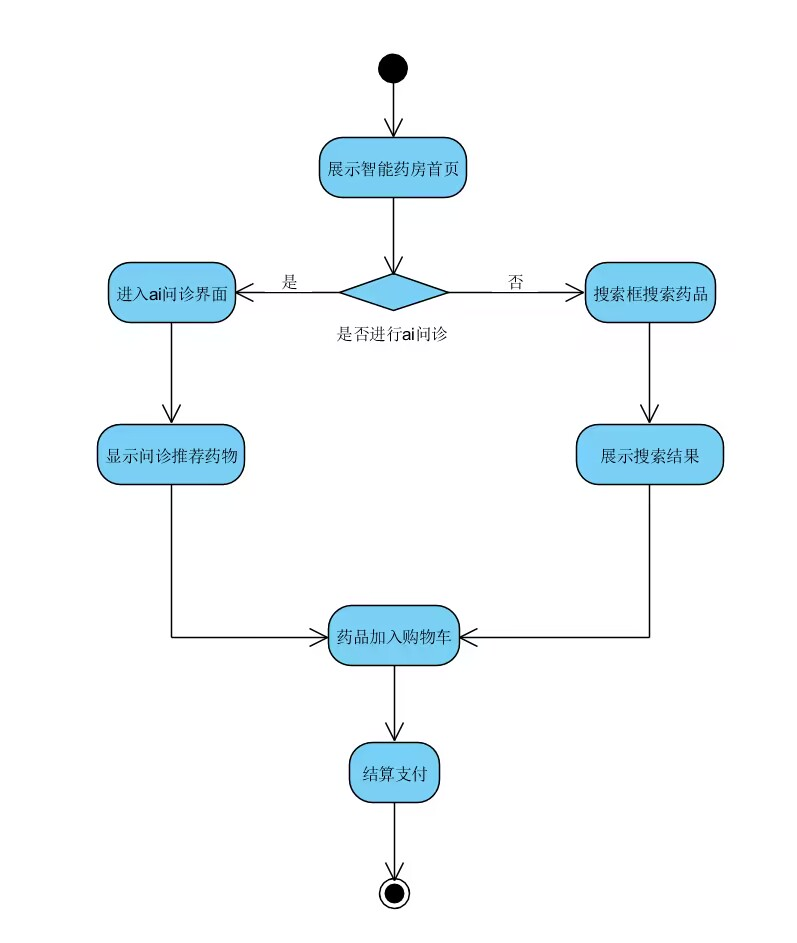 展示智能药房首页
是
否
进入ai问诊界面
搜索框搜索药品
是否进行ai问诊
显示问诊推荐药物
展示搜索结果
药品加入购物车
结算支付